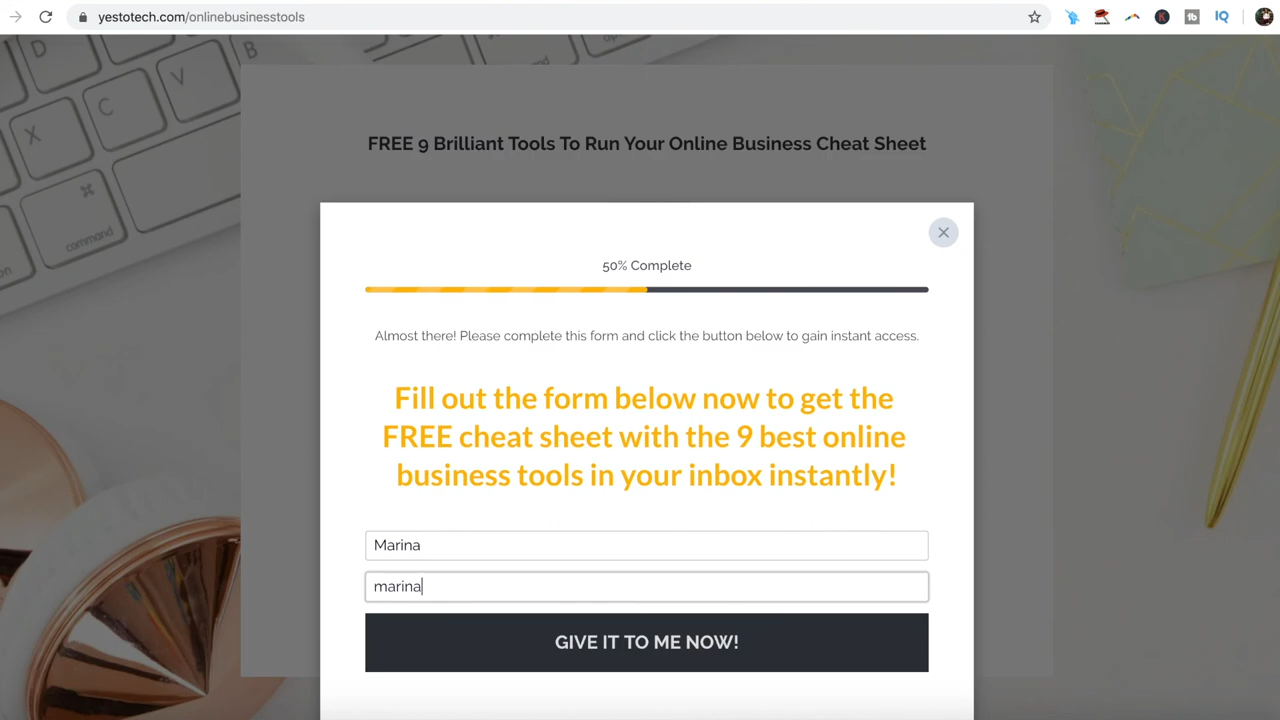 yestotech.com/onlinebusinesstools
FREE 9 Brilliant Tools To Run Your Online Business Cheat Sheet
50% Complete
Almost there! Please complete this form and click the button below to gain instant access.
Fill out the form below now to get the
FREE cheat sheet with the 9 best online
business tools in your inbox instantly!
Marina
marina
GIVE IT TO ME NOW!
D
B
V
C
X
command
K
tb
IQ